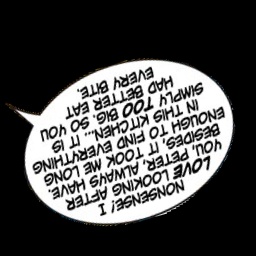 NONSENSE! I
LOVE LOOKING AFTER
YOU, PETER. ALWAYS HAVE.
BESIDES, IT TOOK ME LONG
ENOUGH TO FIND EVERYTHING
IN THIS KITCHEN... IT IS
SIMPLY TOO BIG. SO YOU
HAD BETTER EAT
EVERY BITE.